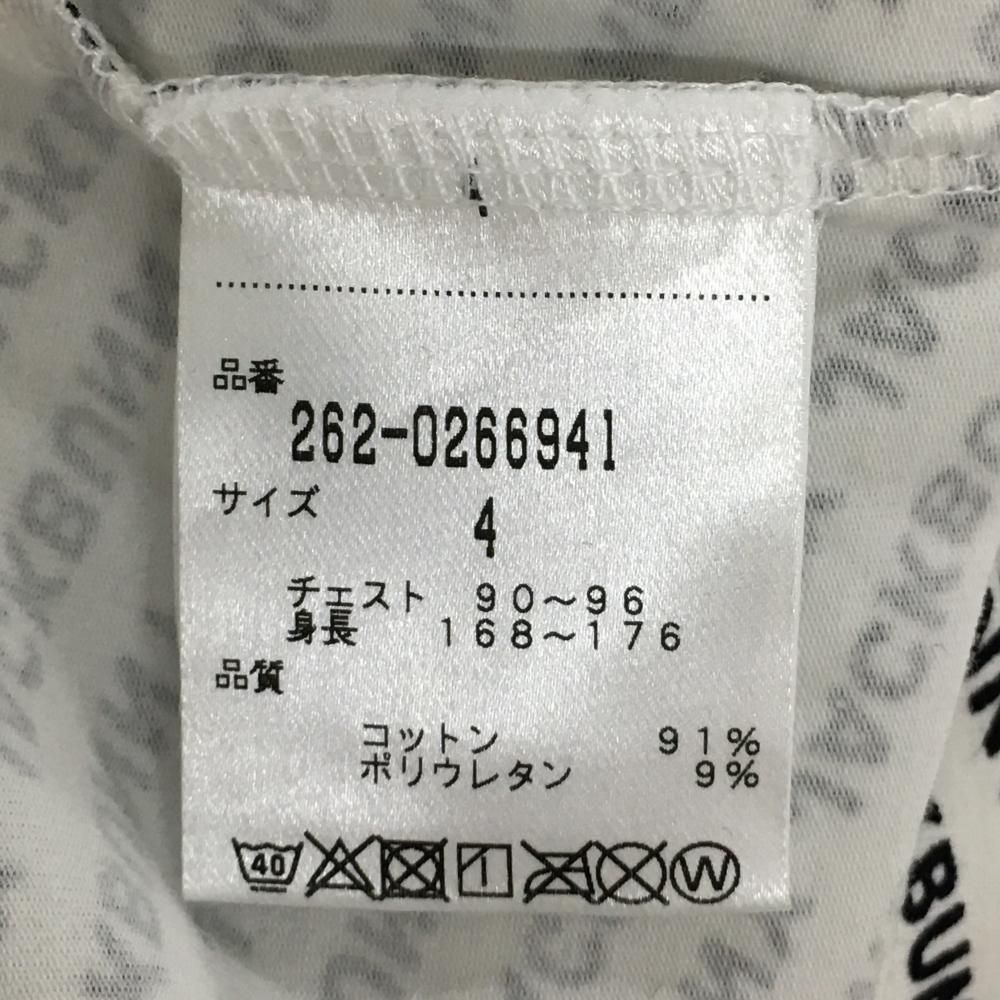 品番
262-0266941
サイズ
4
チェスト 90～96
身長 168～176
品質
コットン 91%
ポリウレタン 9%
40 W